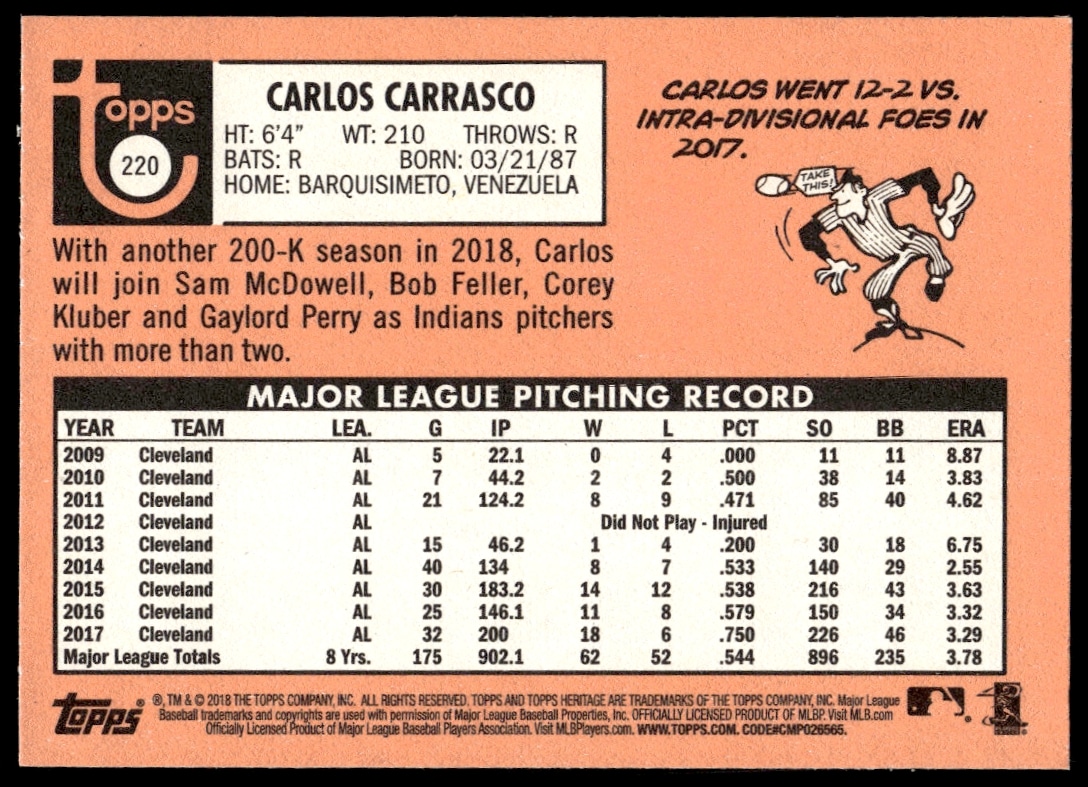 topps
220
CARLOS CARRASCO
HT: 6'4" WT: 210 THROWS: R
BATS: R BORN: 03/21/87
HOME: BARQUISIMETO, VENEZUELA
CARLOS WENT 12-2 VS.
INTRA-DIVISIONAL FOES IN
2017.
TAKE
THIS!
With another 200-K season in 2018, Carlos
will join Sam McDowell, Bob Feller, Corey
Kluber and Gaylord Perry as Indians pitchers
with more than two.
MAJOR LEAGUE PITCHING RECORD
YEAR TEAM LEA. G IP W L PCT SO BB ERA
2009 Cleveland AL 5 22.1 0 4 .000 11 11 8.87
2010 Cleveland AL 7 44.2 2 2 .500 38 14 3.83
2011 Cleveland AL 21 124.2 8 9 .471 85 40 4.62
2012 Cleveland AL Did Not Play - Injured
2013 Cleveland AL 15 46.2 1 4 .200 30 18 6.75
2014 Cleveland AL 40 134 8 7 .533 140 29 2.55
2015 Cleveland AL 30 183.2 14 12 .538 216 43 3.63
2016 Cleveland AL 25 146.1 11 8 .579 150 34 3.32
2017 Cleveland AL 32 200 18 6 .750 226 46 3.29
Major League Totals 8 Yrs. 175 902.1 62 52 .544 896 235 3.78
topps®
®, TM & © 2018 THE TOPPS COMPANY, INC. ALL RIGHTS RESERVED. TOPPS AND TOPPS HERITAGE ARE TRADEMARKS OF THE TOPPS COMPANY, INC. Major League
Baseball trademarks and copyrights are used with permission of Major League Baseball Properties, Inc. OFFICIALLY LICENSED PRODUCT OF MLBP. Visit MLB.com
Officially Licensed Product of Major League Baseball Players Association. Visit MLBPlayers.com. WWW.TOPPS.COM. CODE#CMP026565.